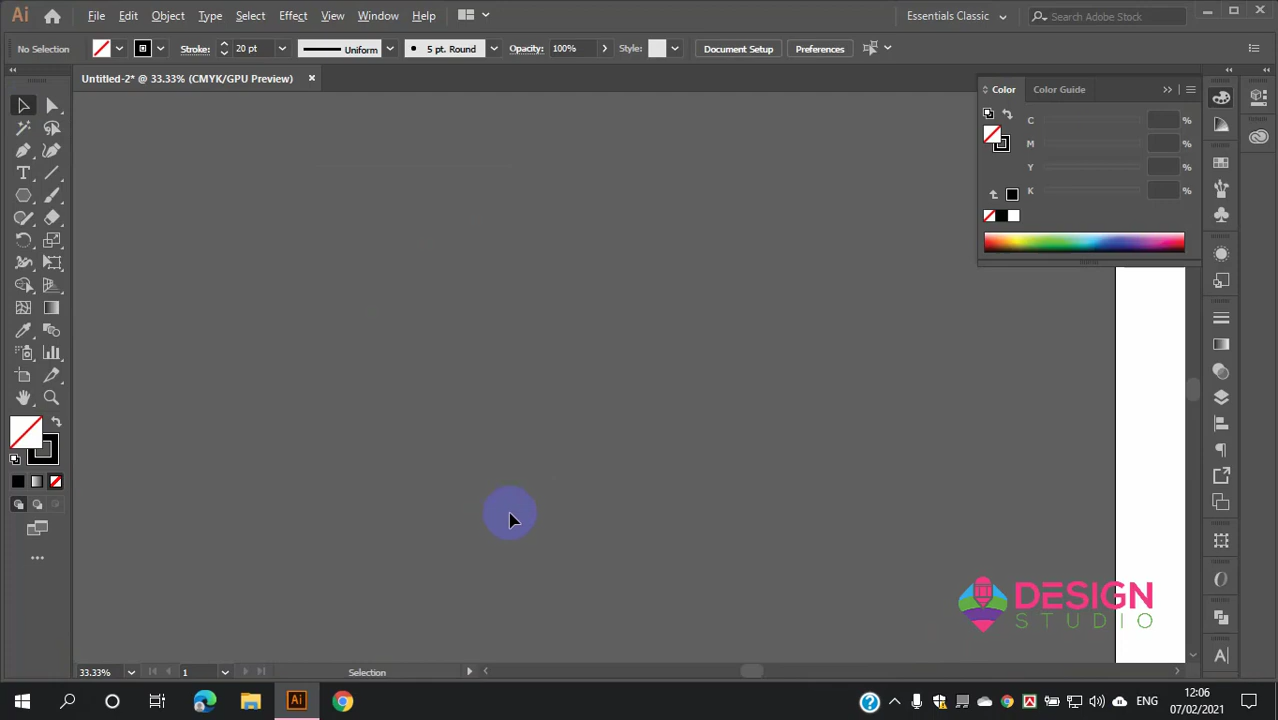 Ai File Edit Object Type Select Effect View Window Help Essentials Classic Search Adobe Stock
No Selection Stroke: 20 pt Uniform 5 pt. Round Opacity: 100% Style: Document Setup Preferences
Untitled-2* @ 33.33% (CMYK/GPU Preview)
Color Color Guide
C %
M %
Y %
K %
DESIGN
STUDIO
33.33% 1 Selection
Ai ENG 12:06
07/02/2021